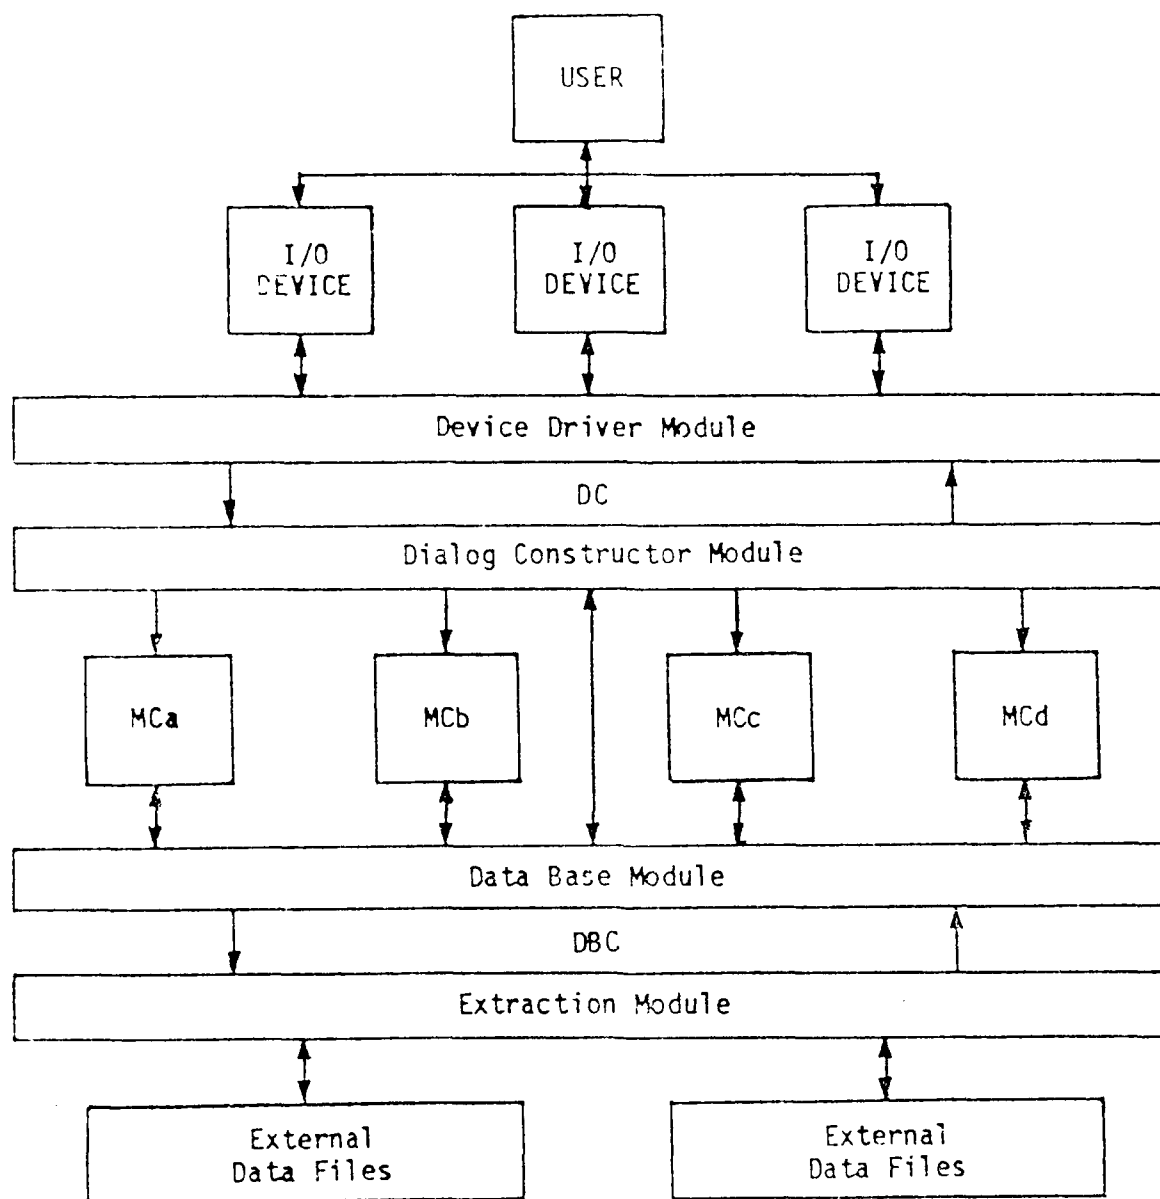 USER
I/O
DEVICE
I/O
DEVICE
I/O
DEVICE
Device Driver Module
DC
Dialog Constructor Module
MCa
MCb
MCc
MCd
Data Base Module
DBC
Extraction Module
External
Data Files
External
Data Files